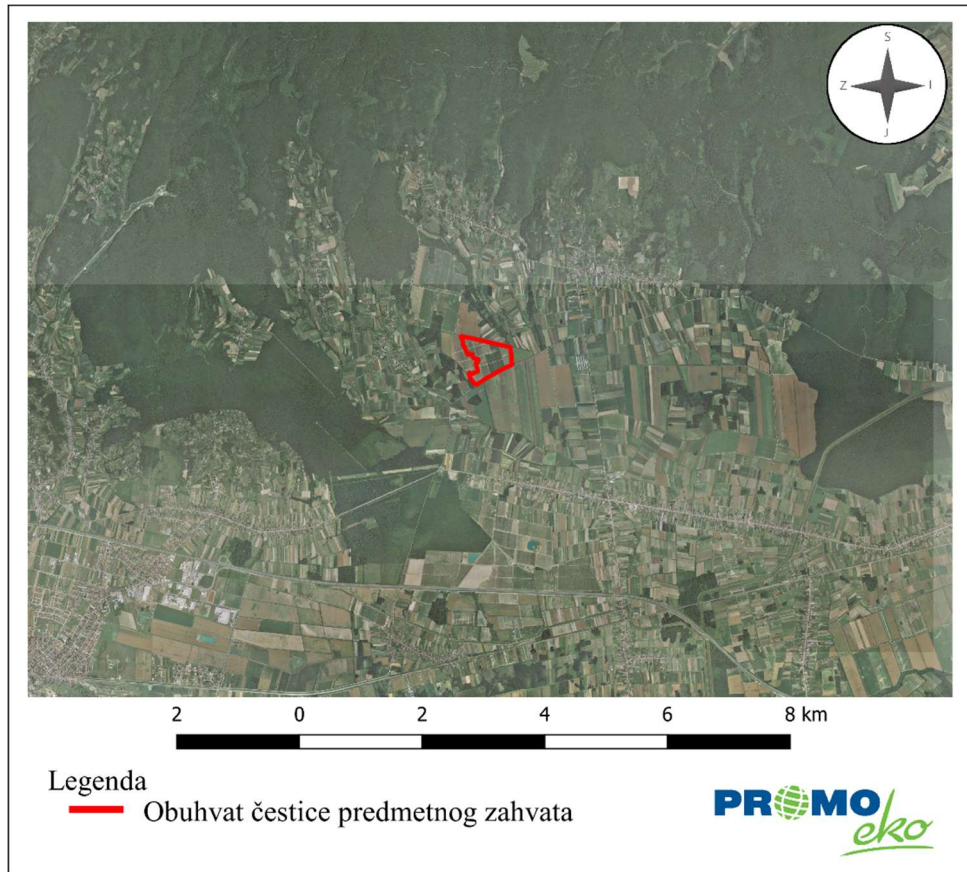 S
Z I
J
2 0 2 4 6 8 km
Legenda
Obuhvat čestice predmetnog zahvata
PROMO
eko